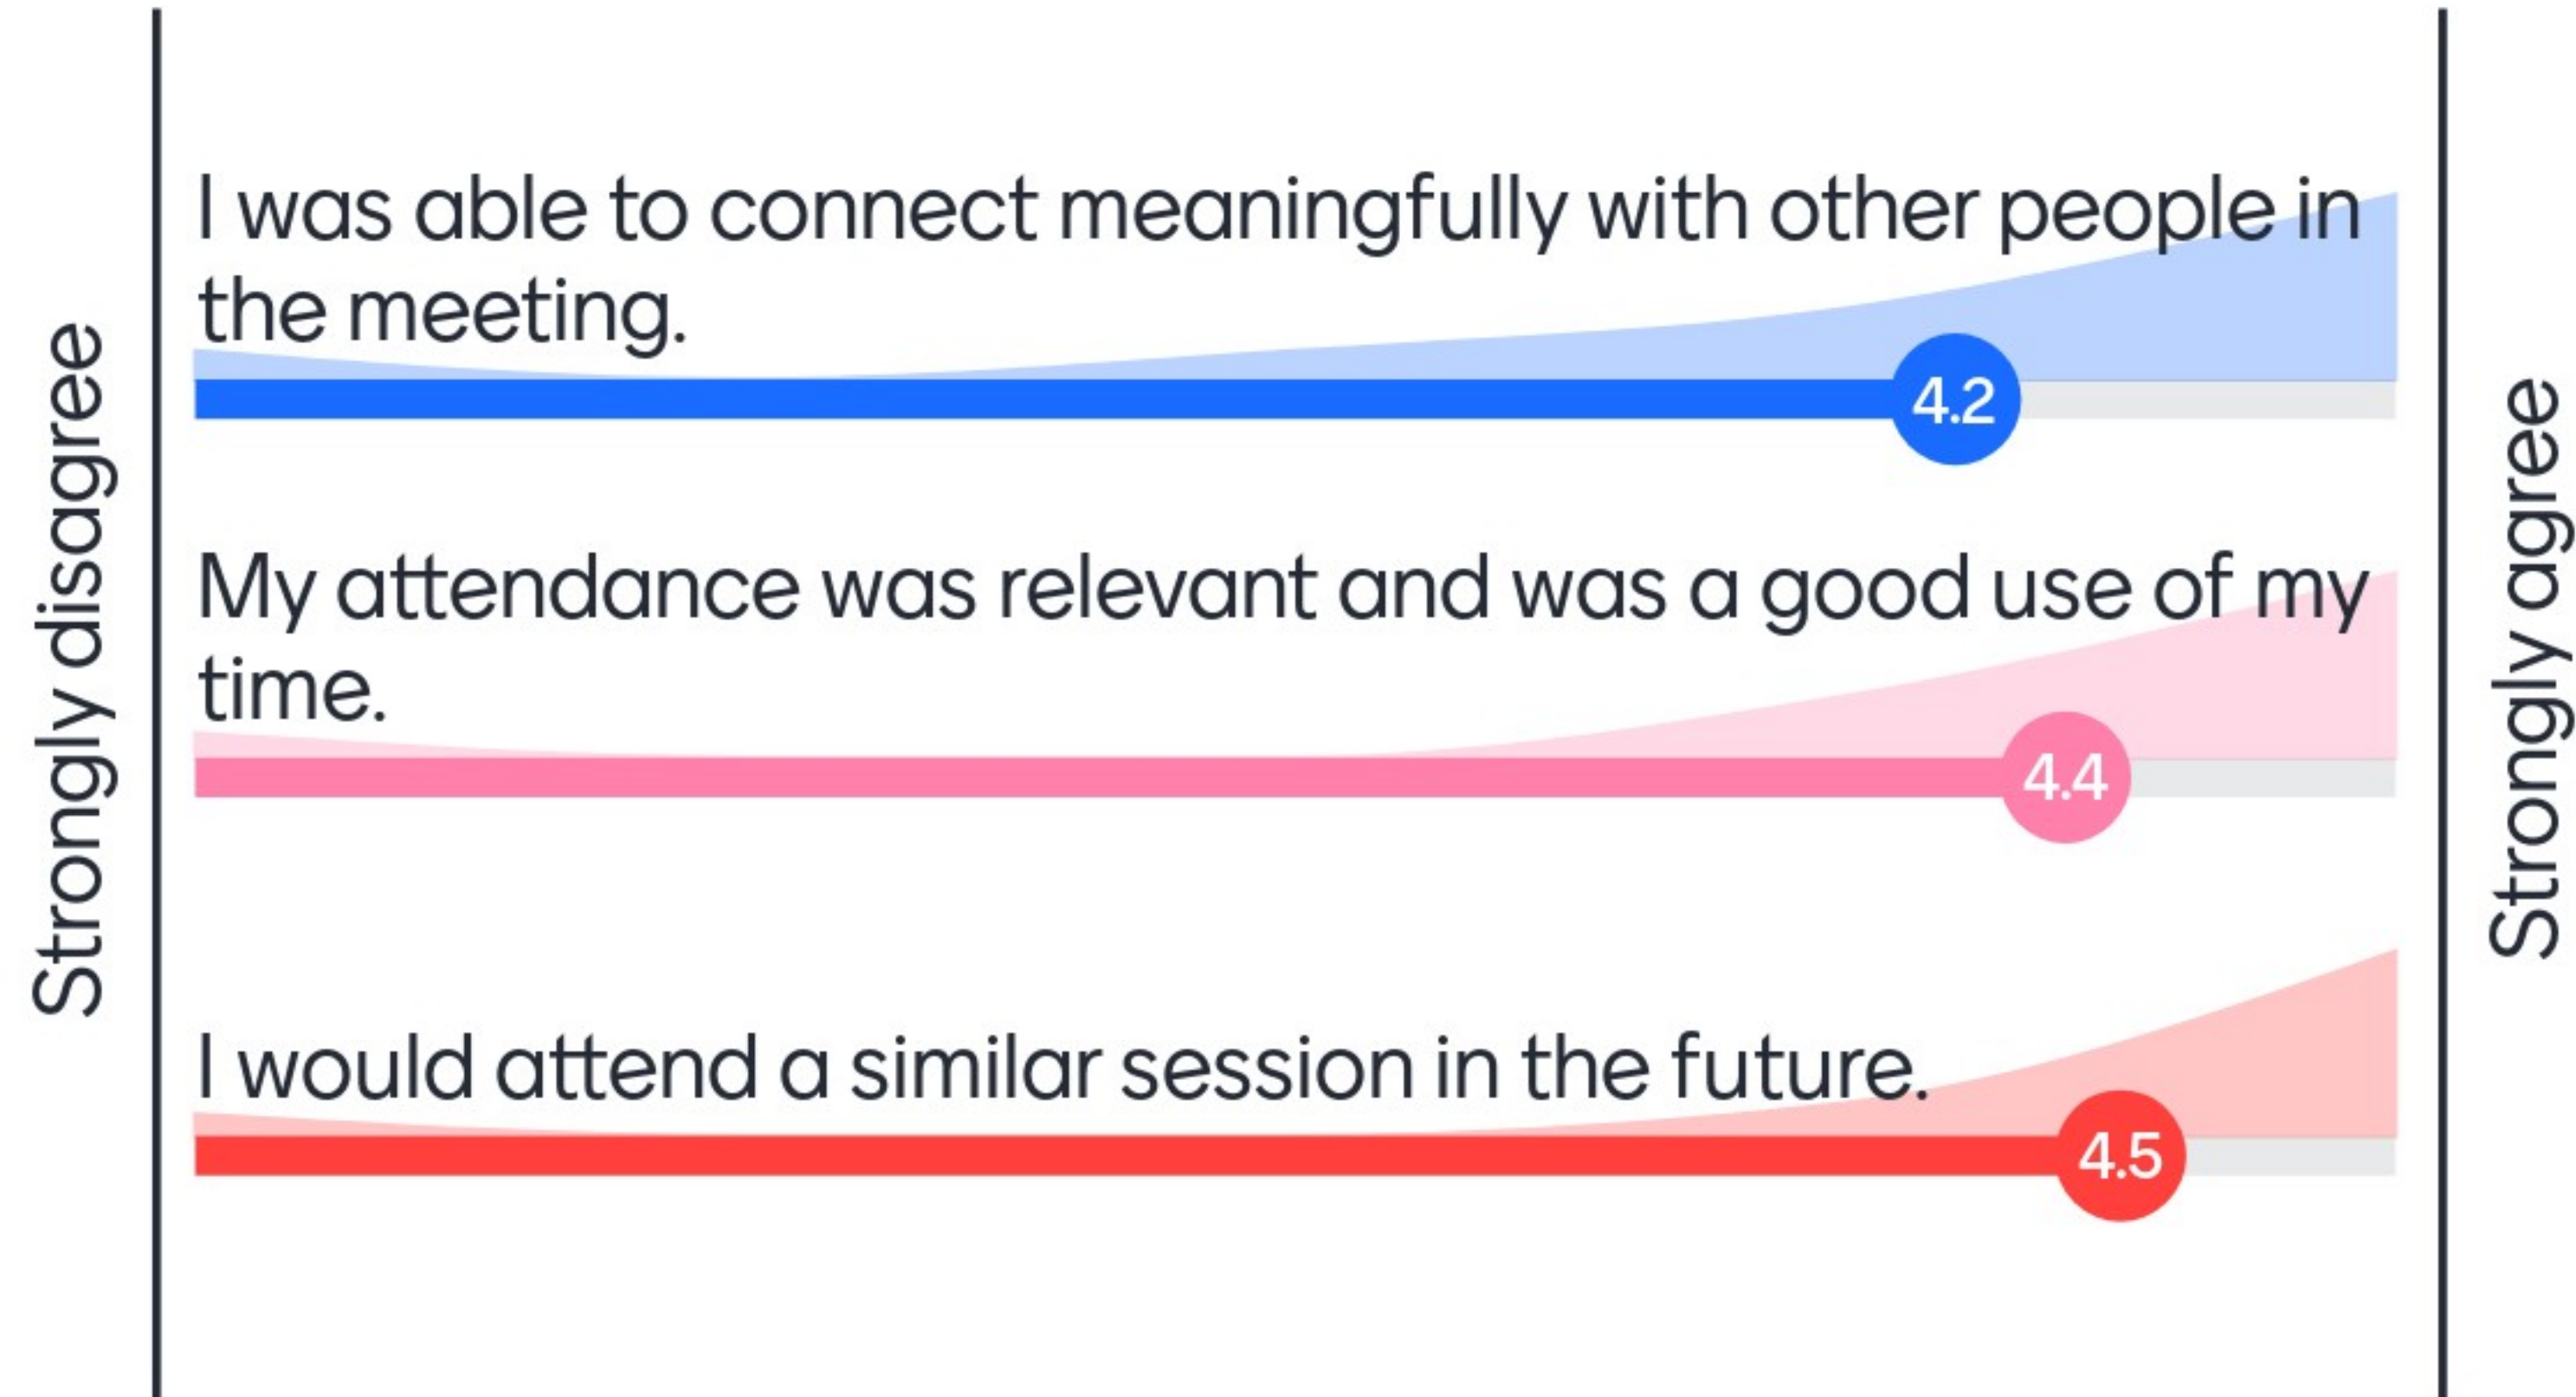 Strongly disagree
I was able to connect meaningfully with other people in
the meeting.
4.2
My attendance was relevant and was a good use of my
time.
4.4
I would attend a similar session in the future.
4.5
Strongly agree